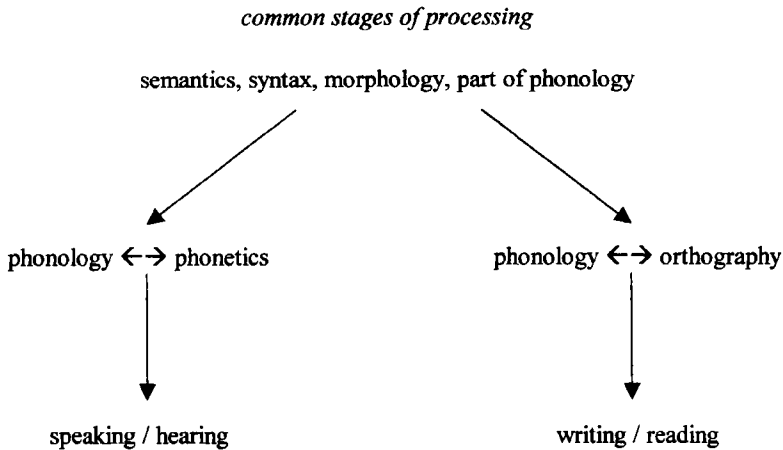 common stages of processing
semantics, syntax, morphology, part of phonology
phonology ←→ phonetics
phonology ←→ orthography
speaking / hearing
writing / reading